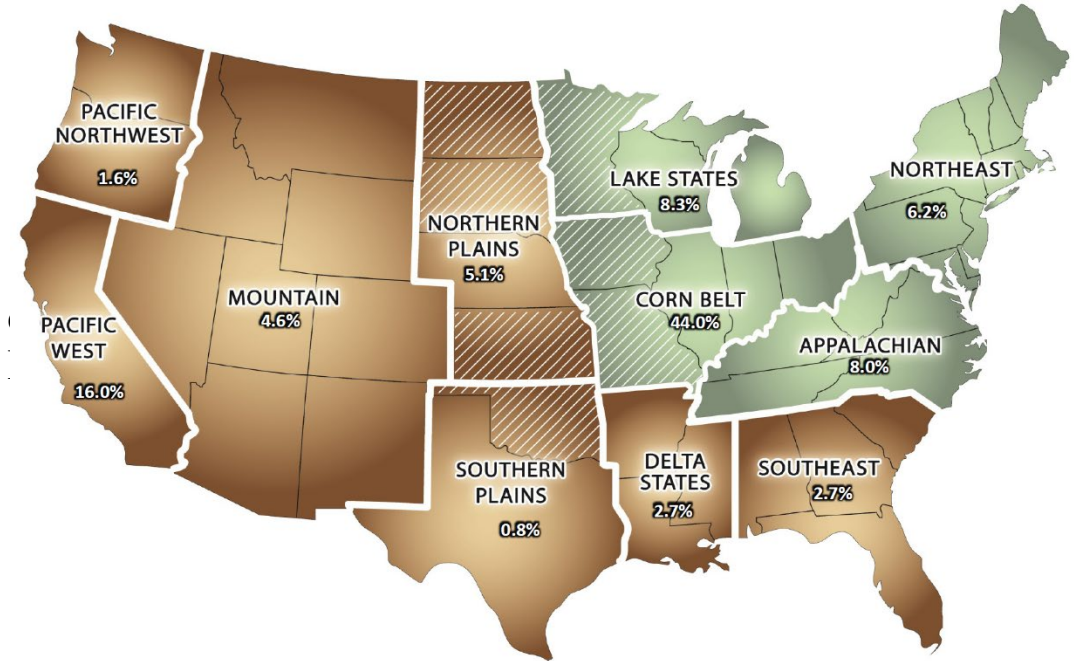 PACIFIC
NORTHWEST
1.6%
LAKE STATES
8.3%
NORTHEAST
6.2%
NORTHERN
PLAINS
5.1%
MOUNTAIN
4.6%
CORN BELT
44.0%
PACIFIC
WEST
16.0%
APPALACHIAN
8.0%
SOUTHERN
PLAINS
0.8%
DELTA
STATES
2.7%
SOUTHEAST
2.7%